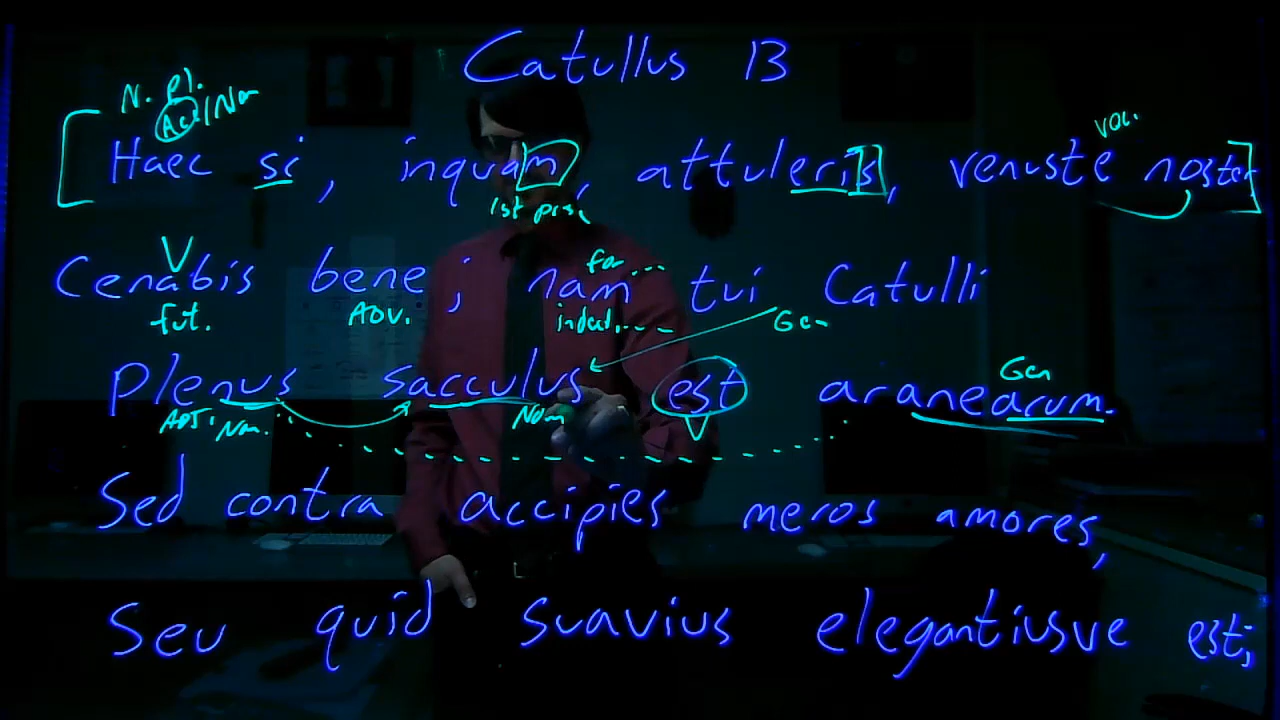 Catullus 13
N. pl.
Acc/Nom
voc.
Haec si, inquam, attuleris, venuste noster
1st pers
V for...
Cenabis bene; nam tui Catulli
fut. ADV. indecl.... Gen
Gen
Plenus sacculus est aranearum.
ADJ. Nom. Nom V
Sed contra accipies meros amores,
Seu quid suavius elegantiusve est;